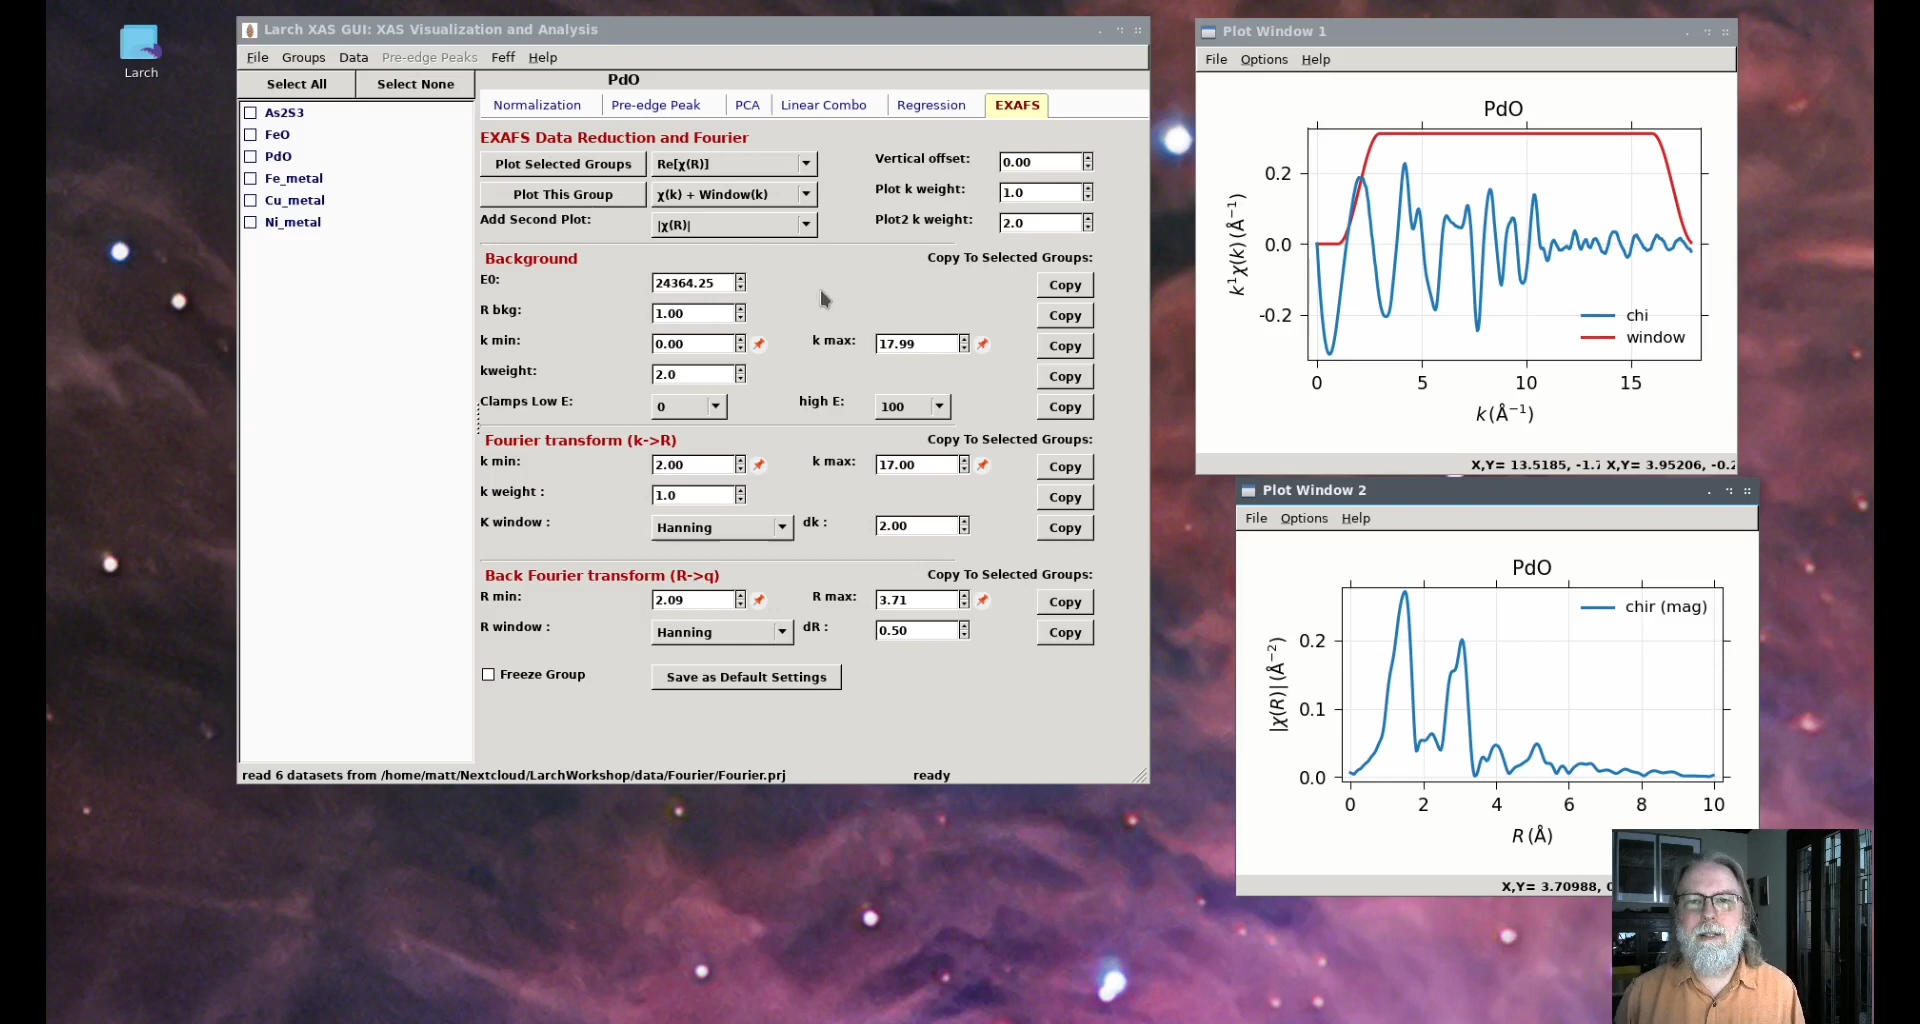 Larch
Larch XAS GUI: XAS Visualization and Analysis
File Groups Data Pre-edge Peaks Feff Help
Select All Select None
PdO
As2S3
FeO
PdO
Fe_metal
Cu_metal
Ni_metal
Normalization Pre-edge Peak PCA Linear Combo Regression EXAFS
EXAFS Data Reduction and Fourier
Plot Selected Groups Re[χ(R)] Vertical offset: 0.00
Plot This Group χ(k) + Window(k) Plot k weight: 1.0
Add Second Plot: |χ(R)| Plot2 k weight: 2.0
Background Copy To Selected Groups:
E0: 24364.25 Copy
R bkg: 1.00 Copy
k min: 0.00 k max: 17.99 Copy
kweight: 2.0 Copy
Clamps Low E: 0 high E: 100 Copy
Fourier transform (k->R) Copy To Selected Groups:
k min: 2.00 k max: 17.00 Copy
k weight : 1.0 Copy
K window : Hanning dk : 2.00 Copy
Back Fourier transform (R->q) Copy To Selected Groups:
R min: 2.09 R max: 3.71 Copy
R window : Hanning dR : 0.50 Copy
Freeze Group Save as Default Settings
read 6 datasets from /home/matt/Nextcloud/LarchWorkshop/data/Fourier/Fourier.prj ready
Plot Window 1
File Options Help
PdO
k¹χ(k) (Å⁻¹)
0.2
0.0
-0.2
chi
window
0 5 10 15
k (Å⁻¹)
X,Y= 13.5185, -1.7 X,Y= 3.95206, -0.2
Plot Window 2
File Options Help
PdO
|χ(R)| (Å⁻²)
chir (mag)
0.2
0.1
0.0
0 2 4 6 8 10
R (Å)
X,Y= 3.70988,